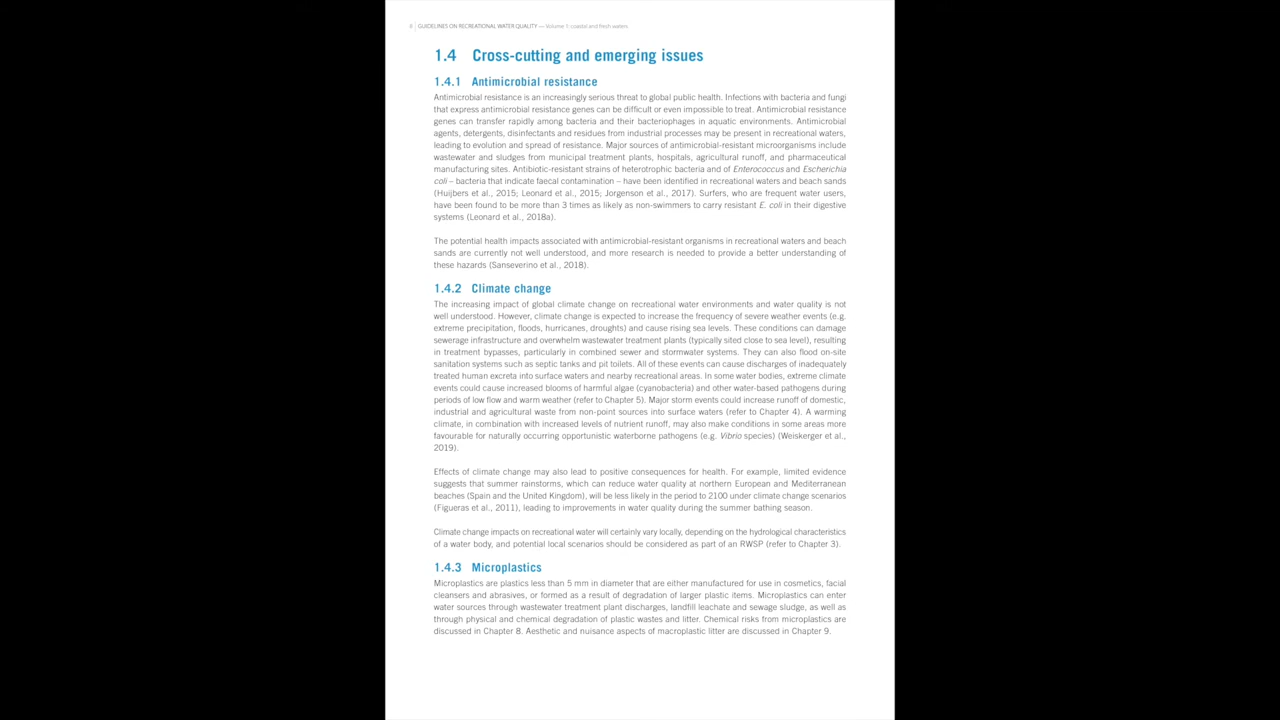 8 | GUIDELINES ON RECREATIONAL WATER QUALITY — Volume 1: coastal and fresh waters
1.4 Cross-cutting and emerging issues
1.4.1 Antimicrobial resistance
Antimicrobial resistance is an increasingly serious threat to global public health. Infections with bacteria and fungi
that express antimicrobial resistance genes can be difficult or even impossible to treat. Antimicrobial resistance
genes can transfer rapidly among bacteria and their bacteriophages in aquatic environments. Antimicrobial
agents, detergents, disinfectants and residues from industrial processes may be present in recreational waters,
leading to evolution and spread of resistance. Major sources of antimicrobial-resistant microorganisms include
wastewater and sludges from municipal treatment plants, hospitals, agricultural runoff, and pharmaceutical
manufacturing sites. Antibiotic-resistant strains of heterotrophic bacteria and of Enterococcus and Escherichia
coli – bacteria that indicate faecal contamination – have been identified in recreational waters and beach sands
(Huijbers et al., 2015; Leonard et al., 2015; Jorgenson et al., 2017). Surfers, who are frequent water users,
have been found to be more than 3 times as likely as non-swimmers to carry resistant E. coli in their digestive
systems (Leonard et al., 2018a).
The potential health impacts associated with antimicrobial-resistant organisms in recreational waters and beach
sands are currently not well understood, and more research is needed to provide a better understanding of
these hazards (Sanseverino et al., 2018).
1.4.2 Climate change
The increasing impact of global climate change on recreational water environments and water quality is not
well understood. However, climate change is expected to increase the frequency of severe weather events (e.g.
extreme precipitation, floods, hurricanes, droughts) and cause rising sea levels. These conditions can damage
sewerage infrastructure and overwhelm wastewater treatment plants (typically sited close to sea level), resulting
in treatment bypasses, particularly in combined sewer and stormwater systems. They can also flood on-site
sanitation systems such as septic tanks and pit toilets. All of these events can cause discharges of inadequately
treated human excreta into surface waters and nearby recreational areas. In some water bodies, extreme climate
events could cause increased blooms of harmful algae (cyanobacteria) and other water-based pathogens during
periods of low flow and warm weather (refer to Chapter 5). Major storm events could increase runoff of domestic,
industrial and agricultural waste from non-point sources into surface waters (refer to Chapter 4). A warming
climate, in combination with increased levels of nutrient runoff, may also make conditions in some areas more
favourable for naturally occurring opportunistic waterborne pathogens (e.g. Vibrio species) (Weiskerger et al.,
2019).
Effects of climate change may also lead to positive consequences for health. For example, limited evidence
suggests that summer rainstorms, which can reduce water quality at northern European and Mediterranean
beaches (Spain and the United Kingdom), will be less likely in the period to 2100 under climate change scenarios
(Figueras et al., 2011), leading to improvements in water quality during the summer bathing season.
Climate change impacts on recreational water will certainly vary locally, depending on the hydrological characteristics
of a water body, and potential local scenarios should be considered as part of an RWSP (refer to Chapter 3).
1.4.3 Microplastics
Microplastics are plastics less than 5 mm in diameter that are either manufactured for use in cosmetics, facial
cleansers and abrasives, or formed as a result of degradation of larger plastic items. Microplastics can enter
water sources through wastewater treatment plant discharges, landfill leachate and sewage sludge, as well as
through physical and chemical degradation of plastic wastes and litter. Chemical risks from microplastics are
discussed in Chapter 8. Aesthetic and nuisance aspects of macroplastic litter are discussed in Chapter 9.